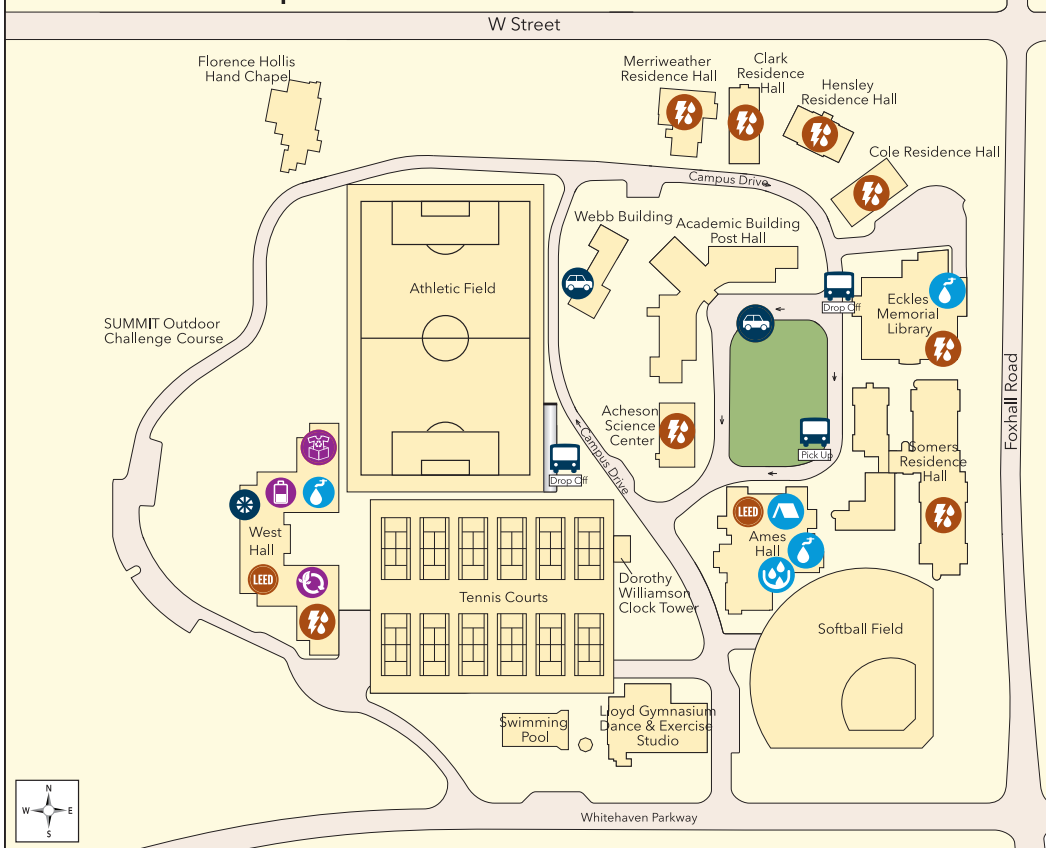 W Street
Florence Hollis
Hand Chapel
Merriweather
Residence Hall
Clark
Residence
Hall
Hensley
Residence Hall
Cole Residence Hall
Campus Drive
Webb Building
Academic Building
Post Hall
Athletic Field
Drop Off
Eckles
Memorial
Library
SUMMIT Outdoor
Challenge Course
Foxhall Road
Acheson
Science
Center
Campus Drive
Pick Up
Somers
Residence
Hall
Drop Off
West
Hall
LEED
LEED
Ames
Hall
Dorothy
Williamson
Clock Tower
Tennis Courts
Softball Field
Swimming
Pool
Lloyd Gymnasium
Dance & Exercise
Studio
N
W
E
S
Whitehaven Parkway